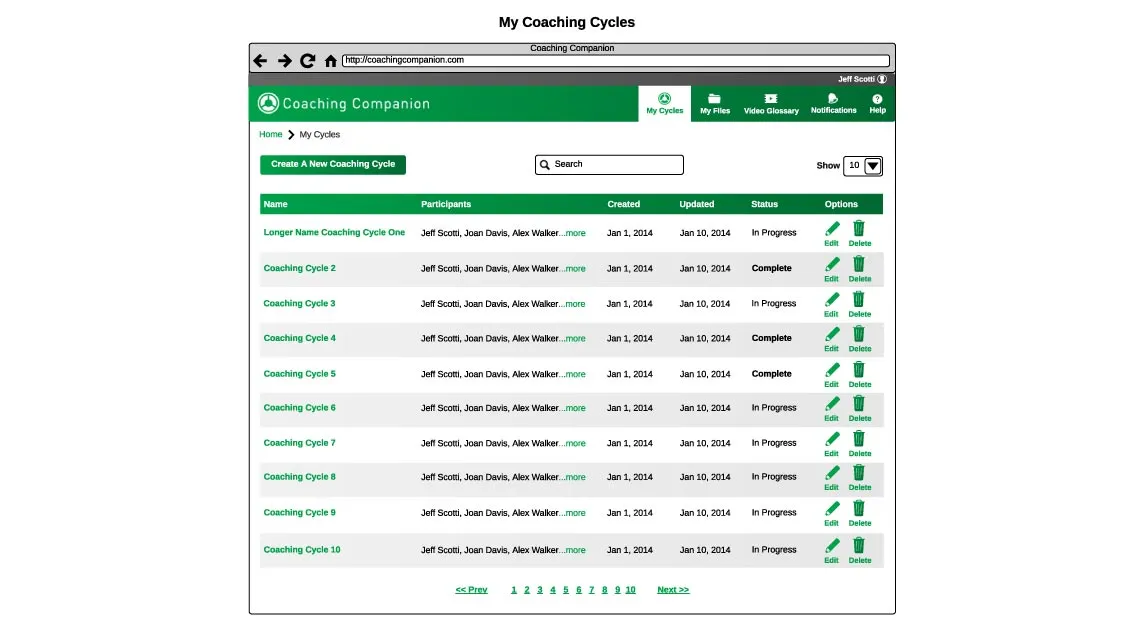 My Coaching Cycles
Coaching Companion
http://coachingcompanion.com
Jeff Scotti
Coaching Companion
My Cycles My Files Video Glossary Notifications Help
Home My Cycles
Create A New Coaching Cycle Search Show 10
Name Participants Created Updated Status Options
Longer Name Coaching Cycle One Jeff Scotti, Joan Davis, Alex Walker...more Jan 1, 2014 Jan 10, 2014 In Progress
Edit Delete
Coaching Cycle 2 Jeff Scotti, Joan Davis, Alex Walker...more Jan 1, 2014 Jan 10, 2014 Complete
Edit Delete
Coaching Cycle 3 Jeff Scotti, Joan Davis, Alex Walker...more Jan 1, 2014 Jan 10, 2014 In Progress
Edit Delete
Coaching Cycle 4 Jeff Scotti, Joan Davis, Alex Walker...more Jan 1, 2014 Jan 10, 2014 Complete
Edit Delete
Coaching Cycle 5 Jeff Scotti, Joan Davis, Alex Walker...more Jan 1, 2014 Jan 10, 2014 Complete
Edit Delete
Coaching Cycle 6 Jeff Scotti, Joan Davis, Alex Walker...more Jan 1, 2014 Jan 10, 2014 In Progress
Edit Delete
Coaching Cycle 7 Jeff Scotti, Joan Davis, Alex Walker...more Jan 1, 2014 Jan 10, 2014 In Progress
Edit Delete
Coaching Cycle 8 Jeff Scotti, Joan Davis, Alex Walker...more Jan 1, 2014 Jan 10, 2014 In Progress
Edit Delete
Coaching Cycle 9 Jeff Scotti, Joan Davis, Alex Walker...more Jan 1, 2014 Jan 10, 2014 In Progress
Edit Delete
Coaching Cycle 10 Jeff Scotti, Joan Davis, Alex Walker...more Jan 1, 2014 Jan 10, 2014 In Progress
Edit Delete
<< Prev 1 2 3 4 5 6 7 8 9 10 Next >>